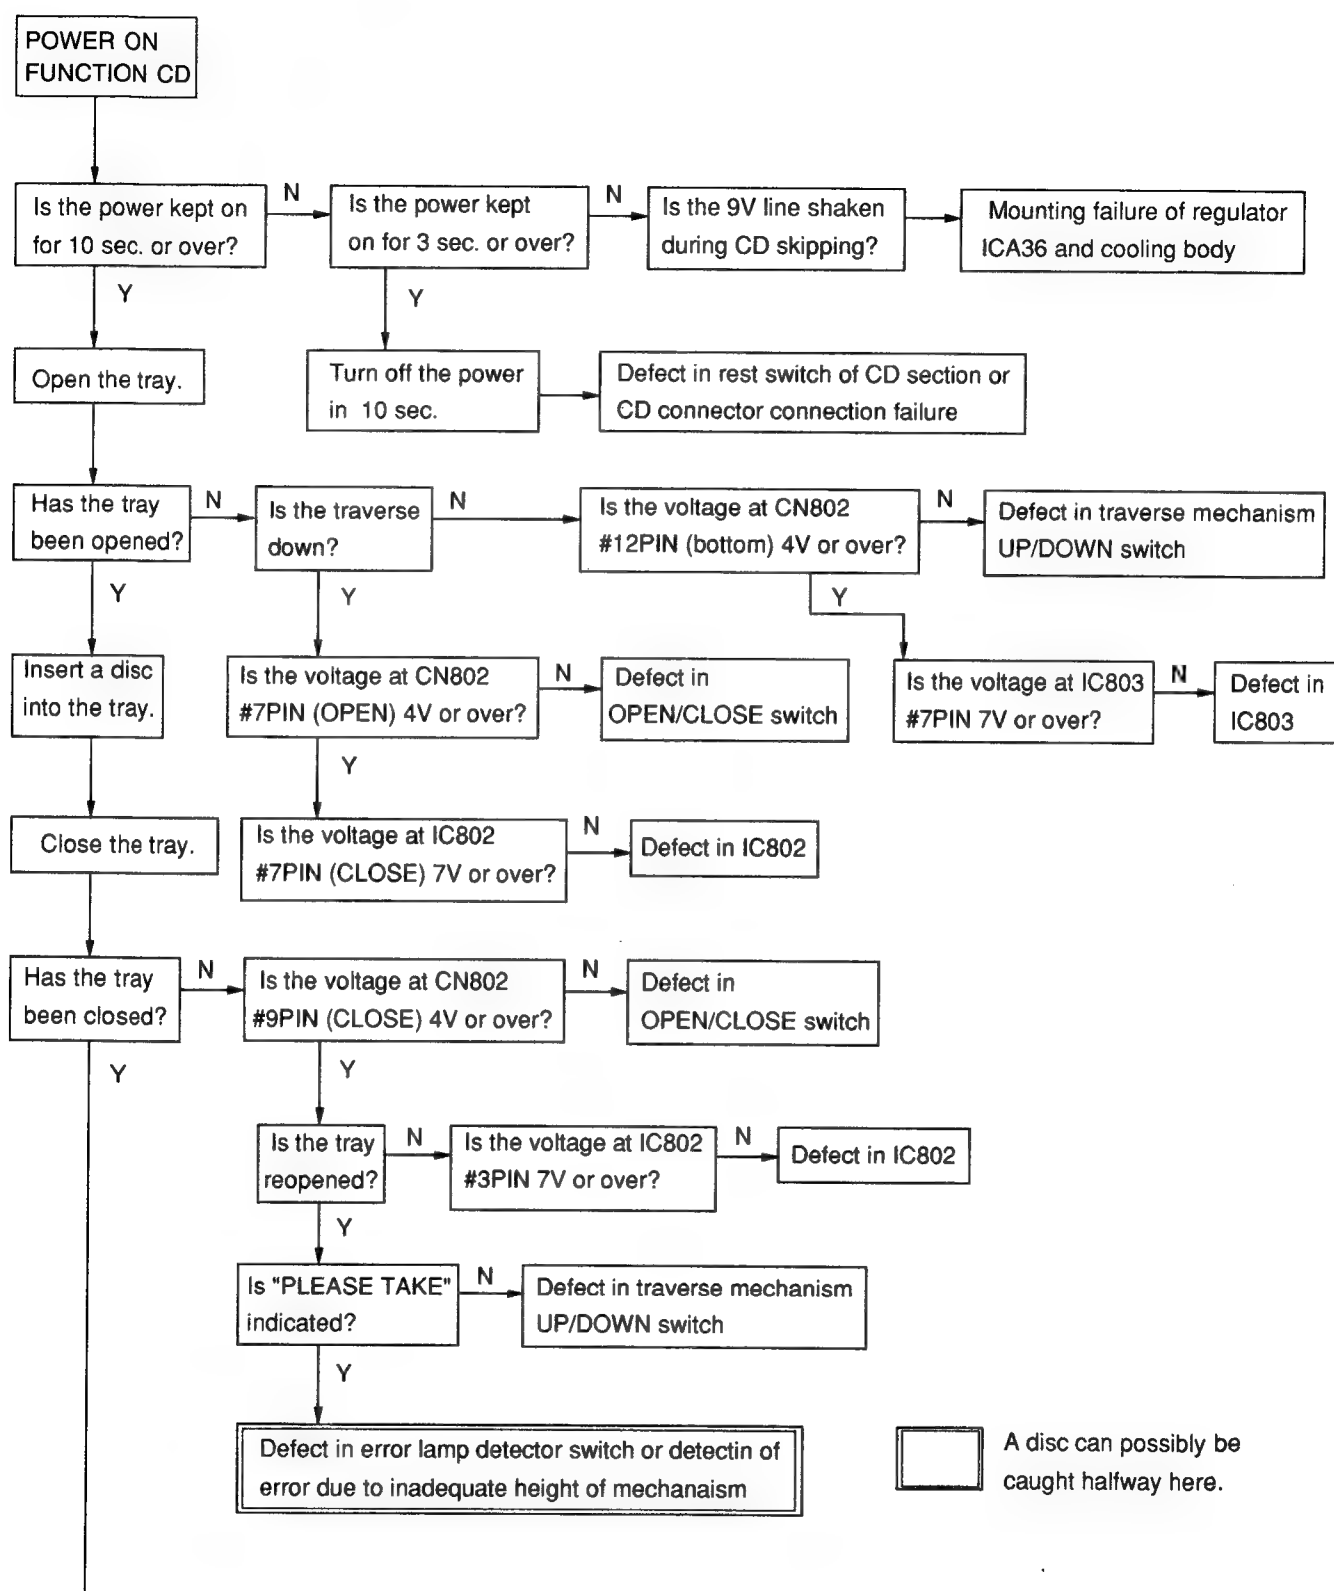 POWER ON
FUNCTION CD
Is the power kept on
for 10 sec. or over?
N
Is the power kept
on for 3 sec. or over?
N
Is the 9V line shaken
during CD skipping?
Mounting failure of regulator
ICA36 and cooling body
Y
Y
Open the tray.
Turn off the power
in 10 sec.
Defect in rest switch of CD section or
CD connector connection failure
Has the tray
been opened?
N
Is the traverse
down?
N
Is the voltage at CN802
#12PIN (bottom) 4V or over?
N
Defect in traverse mechanism
UP/DOWN switch
Y
Y
Y
Insert a disc
into the tray.
Is the voltage at CN802
#7PIN (OPEN) 4V or over?
N
Defect in
OPEN/CLOSE switch
Is the voltage at IC803
#7PIN 7V or over?
N
Defect in
IC803
Y
Close the tray.
Is the voltage at IC802
#7PIN (CLOSE) 7V or over?
N
Defect in IC802
Has the tray
been closed?
N
Is the voltage at CN802
#9PIN (CLOSE) 4V or over?
N
Defect in
OPEN/CLOSE switch
Y
Y
Is the tray
reopened?
N
Is the voltage at IC802
#3PIN 7V or over?
N
Defect in IC802
Y
Is "PLEASE TAKE"
indicated?
N
Defect in traverse mechanism
UP/DOWN switch
Y
Defect in error lamp detector switch or detectin of
error due to inadequate height of mechanaism
A disc can possibly be
caught halfway here.